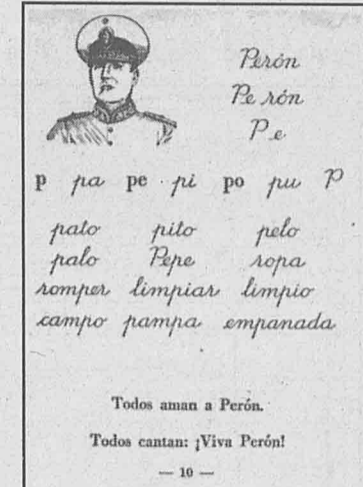 Perón
Pe rón
Pe
p pa pe pi po pu P
pato pito pelo
palo Pepe ropa
romper limpiar limpio
campo pampa empanada
Todos aman a Perón.
Todos cantan: ¡Viva Perón!
— 10 —